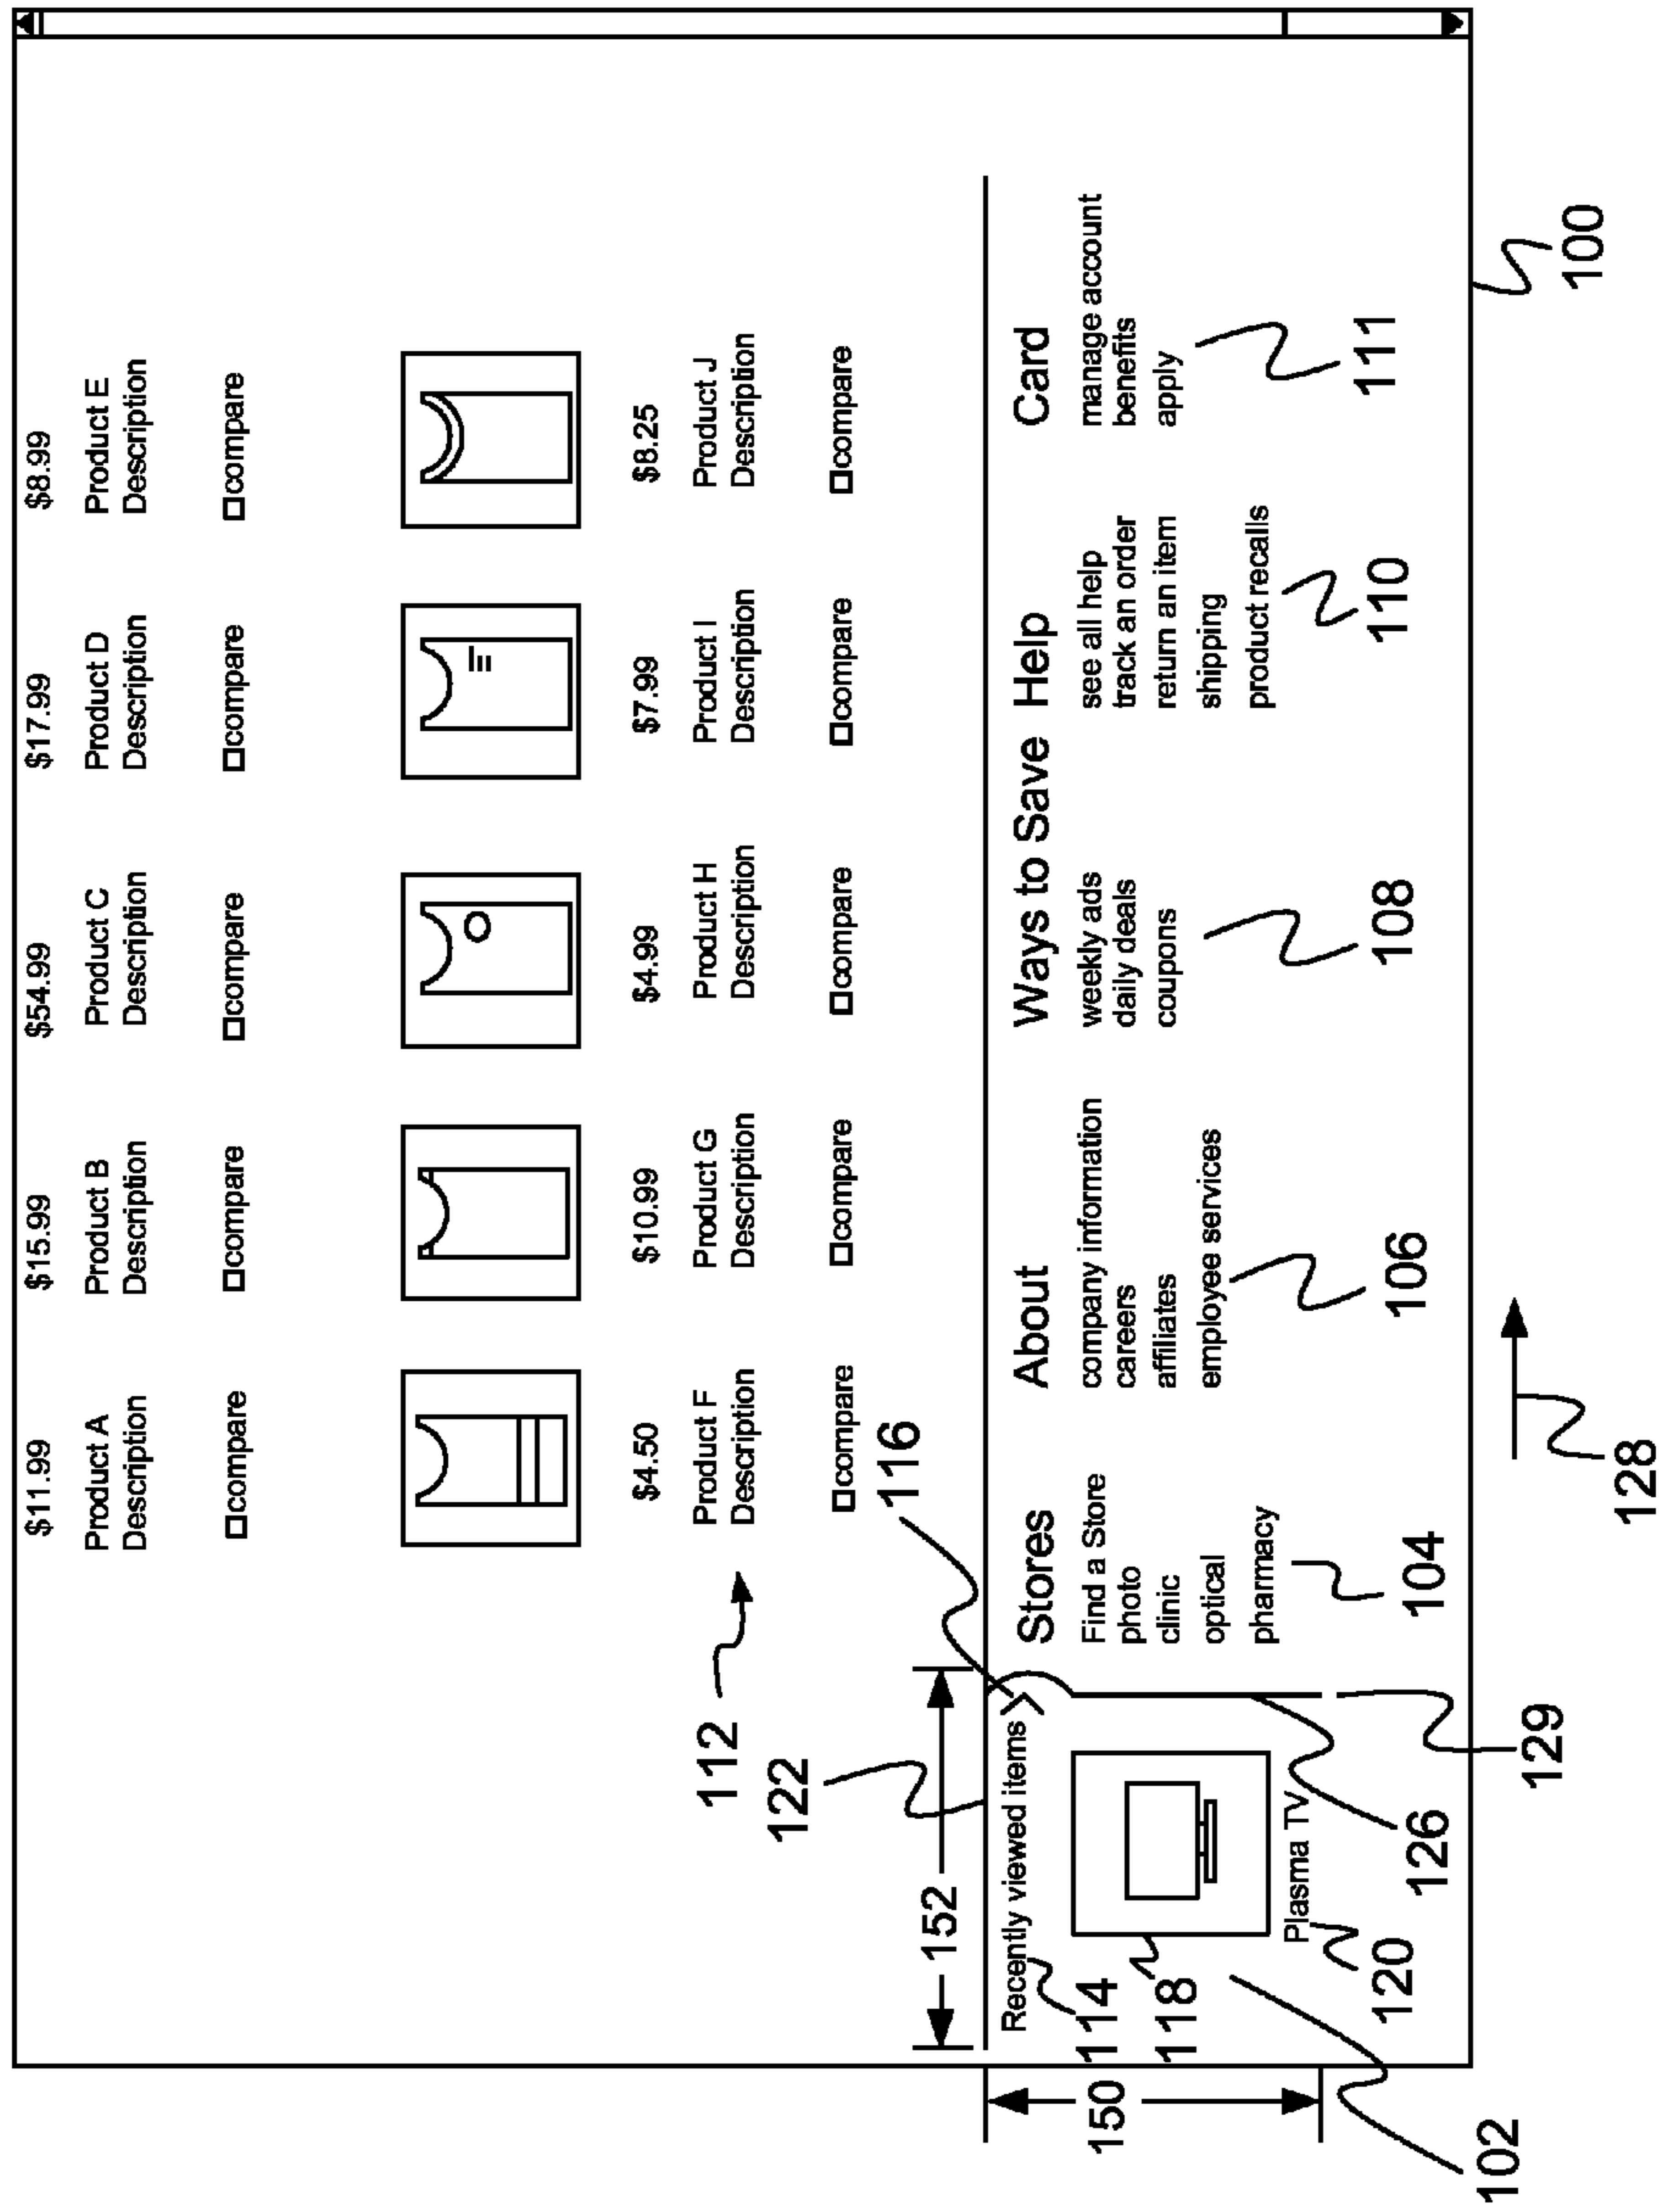 $11.99 $15.99 $54.99 $17.99 $8.99
Product A Product B Product C Product D Product E
Description Description Description Description Description
compare compare compare compare compare
$4.50 $10.99 $4.99 $7.99 $8.25
Product F Product G Product H Product I Product J
Description Description Description Description Description
compare compare compare compare compare
112
122
116
152
Recently viewed items
114
118
Plasma TV
120
126
129
150
102
Stores
Find a Store
photo
clinic
optical
pharmacy
104
About
company information
careers
affiliates
employee services
106
Ways to Save
weekly ads
daily deals
coupons
108
Help
see all help
track an order
return an item
shipping
product recalls
110
Card
manage account
benefits
apply
111
128
100